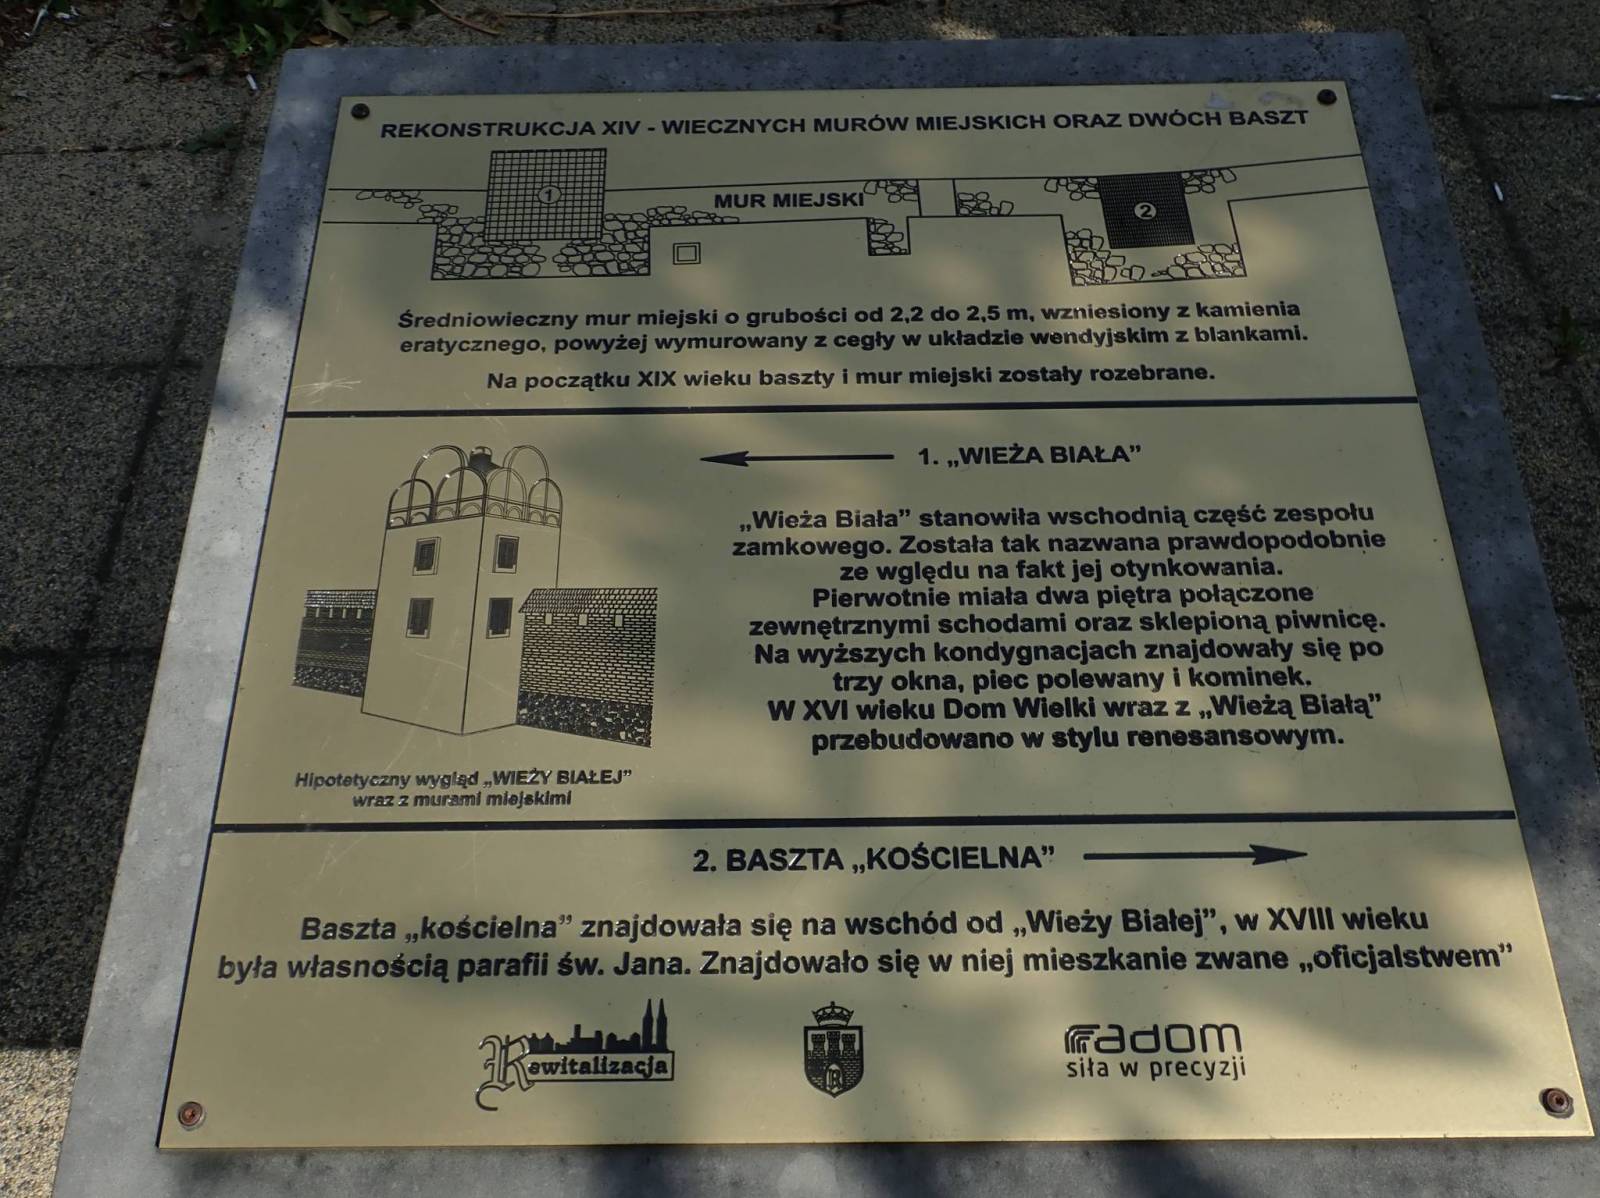 REKONSTRUKCJA XIV - WIECZNYCH MURÓW MIEJSKICH ORAZ DWÓCH BASZT
1
MUR MIEJSKI
2
Średniowieczny mur miejski o grubości od 2,2 do 2,5 m, wzniesiony z kamienia
eratycznego, powyżej wymurowany z cegły w układzie wendyjskim z blankami.
Na początku XIX wieku baszty i mur miejski zostały rozebrane.
1. „WIEŻA BIAŁA”
„Wieża Biała” stanowiła wschodnią część zespołu
zamkowego. Została tak nazwana prawdopodobnie
ze wględu na fakt jej otynkowania.
Pierwotnie miała dwa piętra połączone
zewnętrznymi schodami oraz sklepioną piwnicę.
Na wyższych kondygnacjach znajdowały się po
trzy okna, piec polewany i kominek.
W XVI wieku Dom Wielki wraz z „Wieżą Białą”
przebudowano w stylu renesansowym.
Hipotetyczny wygląd „WIEŻY BIAŁEJ”
wraz z murami miejskimi
2. BASZTA „KOŚCIELNA”
Baszta „kościelna” znajdowała się na wschód od „Wieży Białej”, w XVIII wieku
była własnością parafii św. Jana. Znajdowało się w niej mieszkanie zwane „oficjalstwem”
Rewitalizacja
R
radom
siła w precyzji